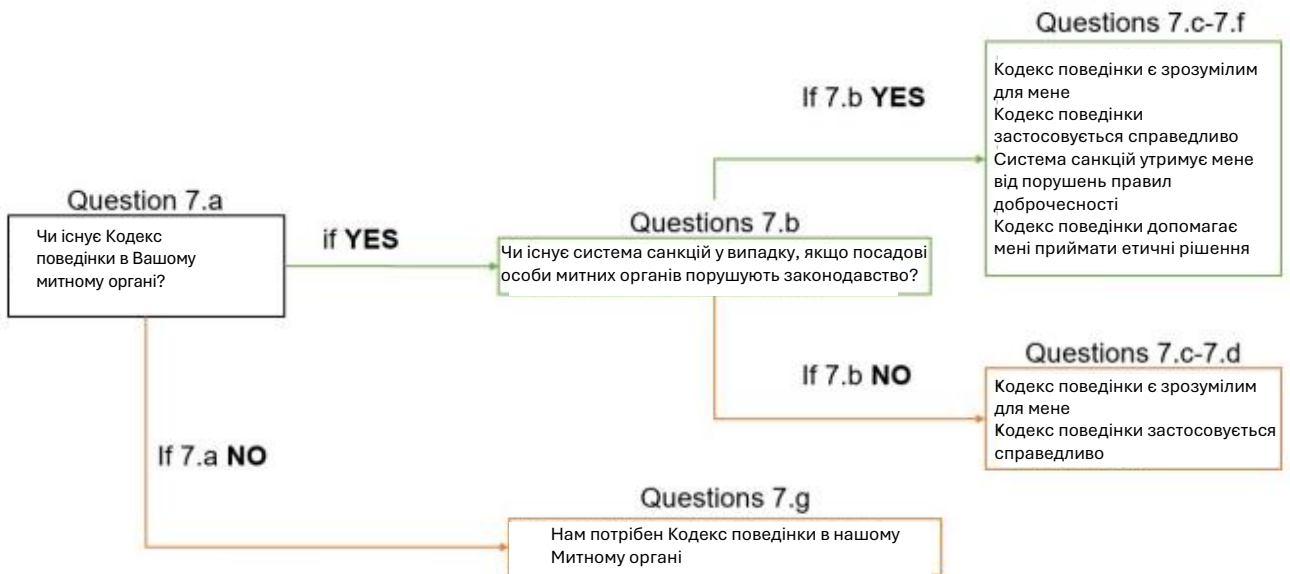 Question 7.a
Чи існує Кодекс
поведінки в Вашому
митному органі?
if YES
Questions 7.b
Чи існує система санкцій у випадку, якщо посадові
особи митних органів порушують законодавство?
If 7.b YES
Questions 7.c-7.f
Кодекс поведінки є зрозумілим
для мене
Кодекс поведінки
застосовується справедливо
Система санкцій утримує мене
від порушень правил
доброчесності
Кодекс поведінки допомагає
мені приймати етичні рішення
If 7.b NO
Questions 7.c-7.d
Кодекс поведінки є зрозумілим
для мене
Кодекс поведінки застосовується
справедливо
If 7.a NO
Questions 7.g
Нам потрібен Кодекс поведінки в нашому
Митному органі